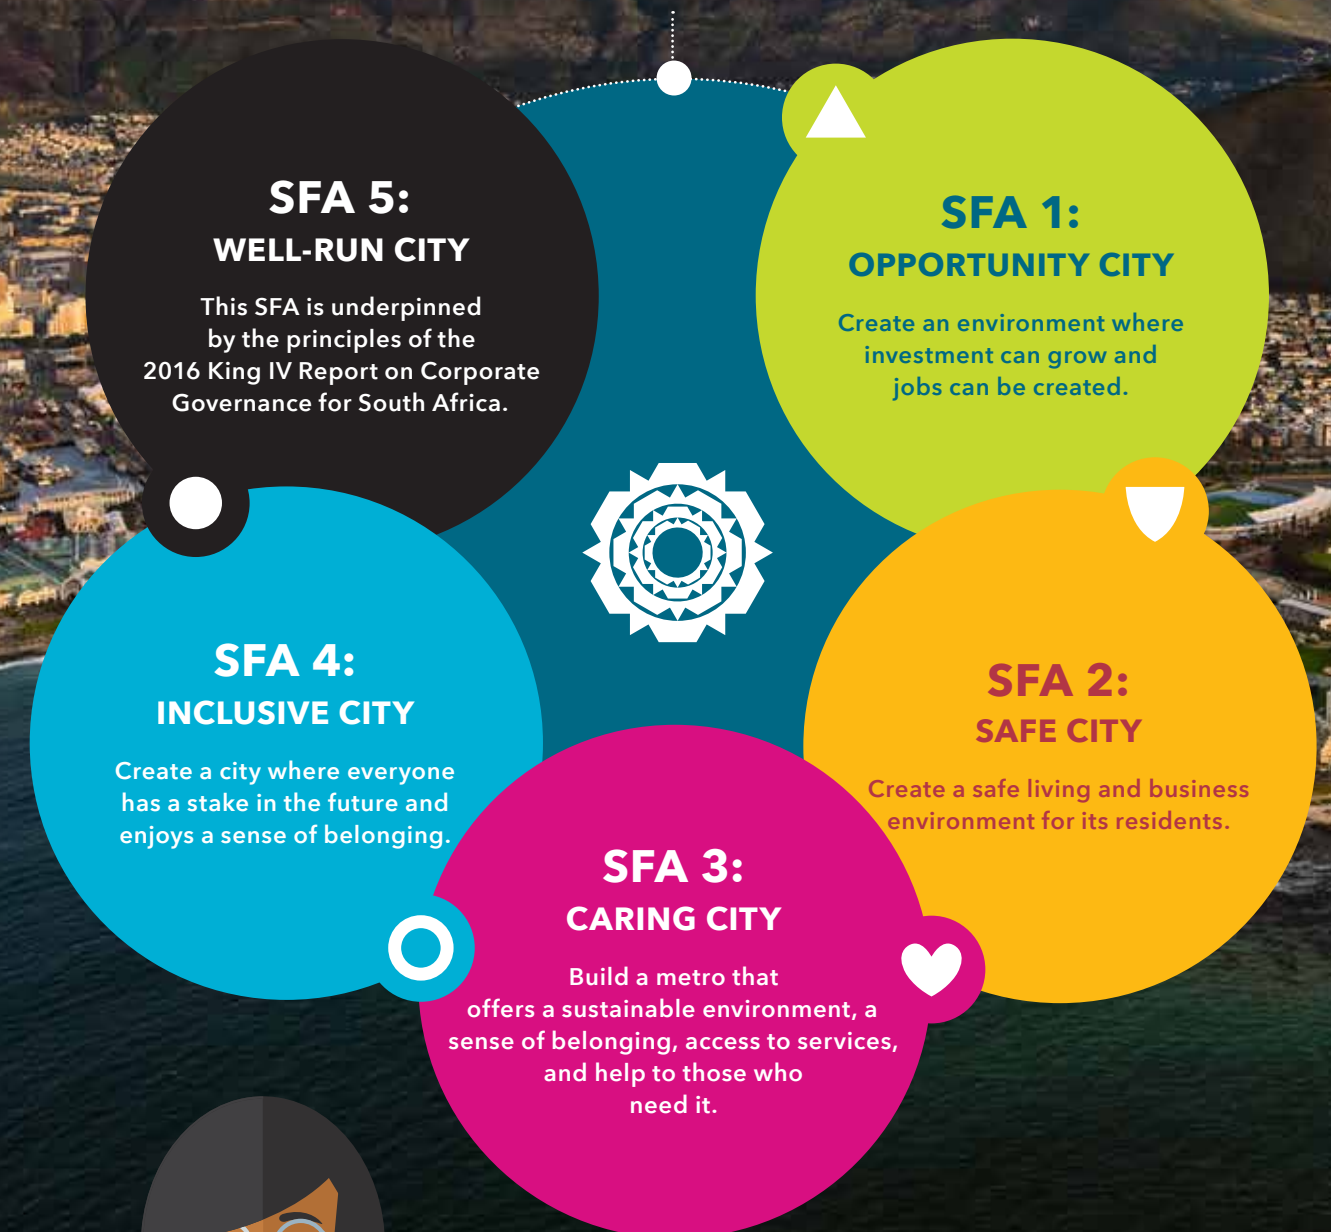 SFA 5:
WELL-RUN CITY
This SFA is underpinned
by the principles of the
2016 King IV Report on Corporate
Governance for South Africa.
SFA 1:
OPPORTUNITY CITY
Create an environment where
investment can grow and
jobs can be created.
SFA 4:
INCLUSIVE CITY
Create a city where everyone
has a stake in the future and
enjoys a sense of belonging.
SFA 2:
SAFE CITY
Create a safe living and business
environment for its residents.
SFA 3:
CARING CITY
Build a metro that
offers a sustainable environment, a
sense of belonging, access to services,
and help to those who
need it.